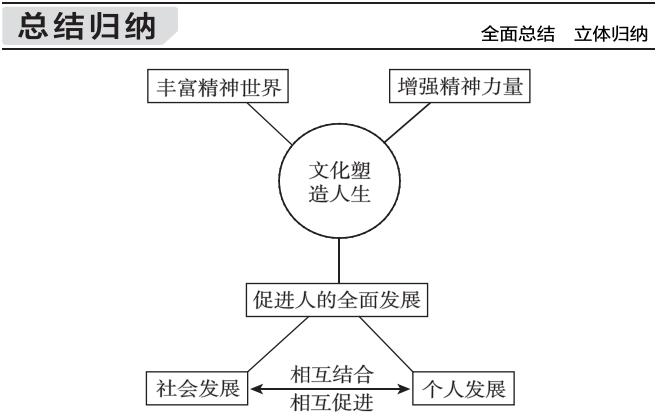 总结归纳
全面总结 立体归纳
丰富精神世界
增强精神力量
文化塑
造人生
促进人的全面发展
社会发展
相互结合
相互促进
个人发展